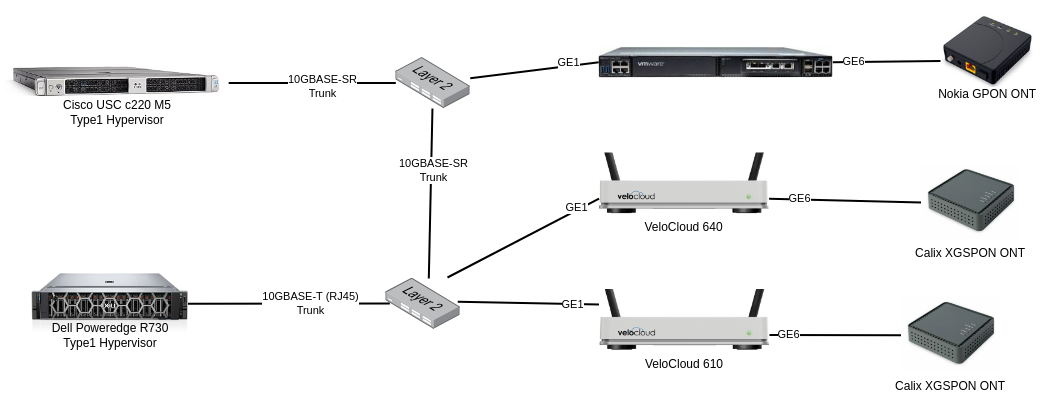 10GBASE-SR
Trunk
Layer 2
GE1
vmware
GE6
Nokia GPON ONT
Cisco USC c220 M5
Type1 Hypervisor
10GBASE-SR
Trunk
GE1
velocloud
GE6
VeloCloud 640
Calix XGSPON ONT
10GBASE-T (RJ45)
Trunk
Layer 2
GE1
velocloud
GE6
Dell Poweredge R730
Type1 Hypervisor
VeloCloud 610
Calix XGSPON ONT